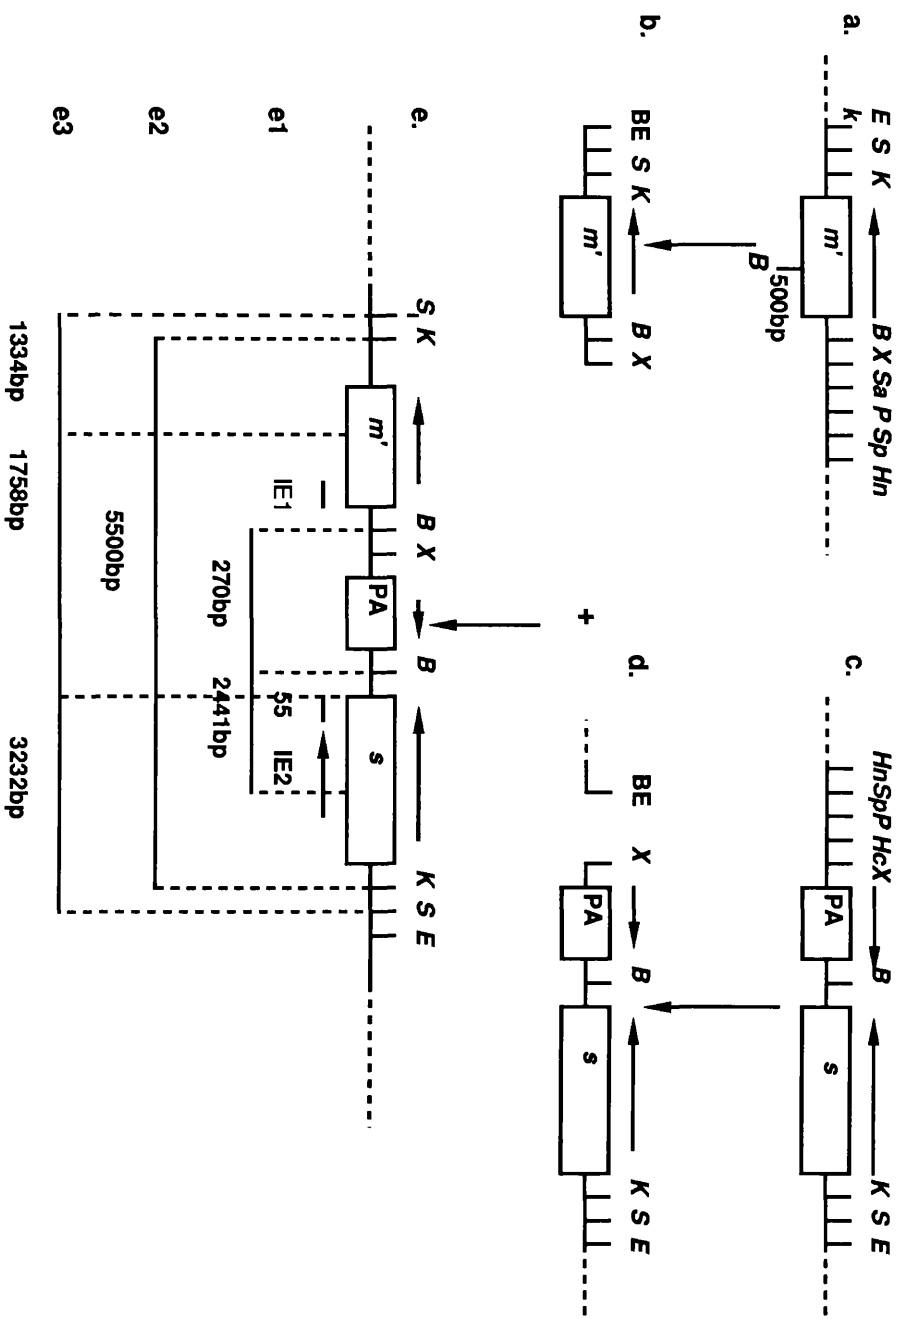 a.
E S K
k
m'
B
500bp
B X Sa P Sp Hn
b.
BE S K
m'
B X
+
c.
HnSpP HcX
PA
B
s
K S E
d.
BE
X
PA
B
s
K S E
e.
S K
m'
B X
PA
B
s
K S E
IE1
55 IE2
e1
270bp 2441bp
e2
5500bp
e3
1334bp 1758bp 3232bp